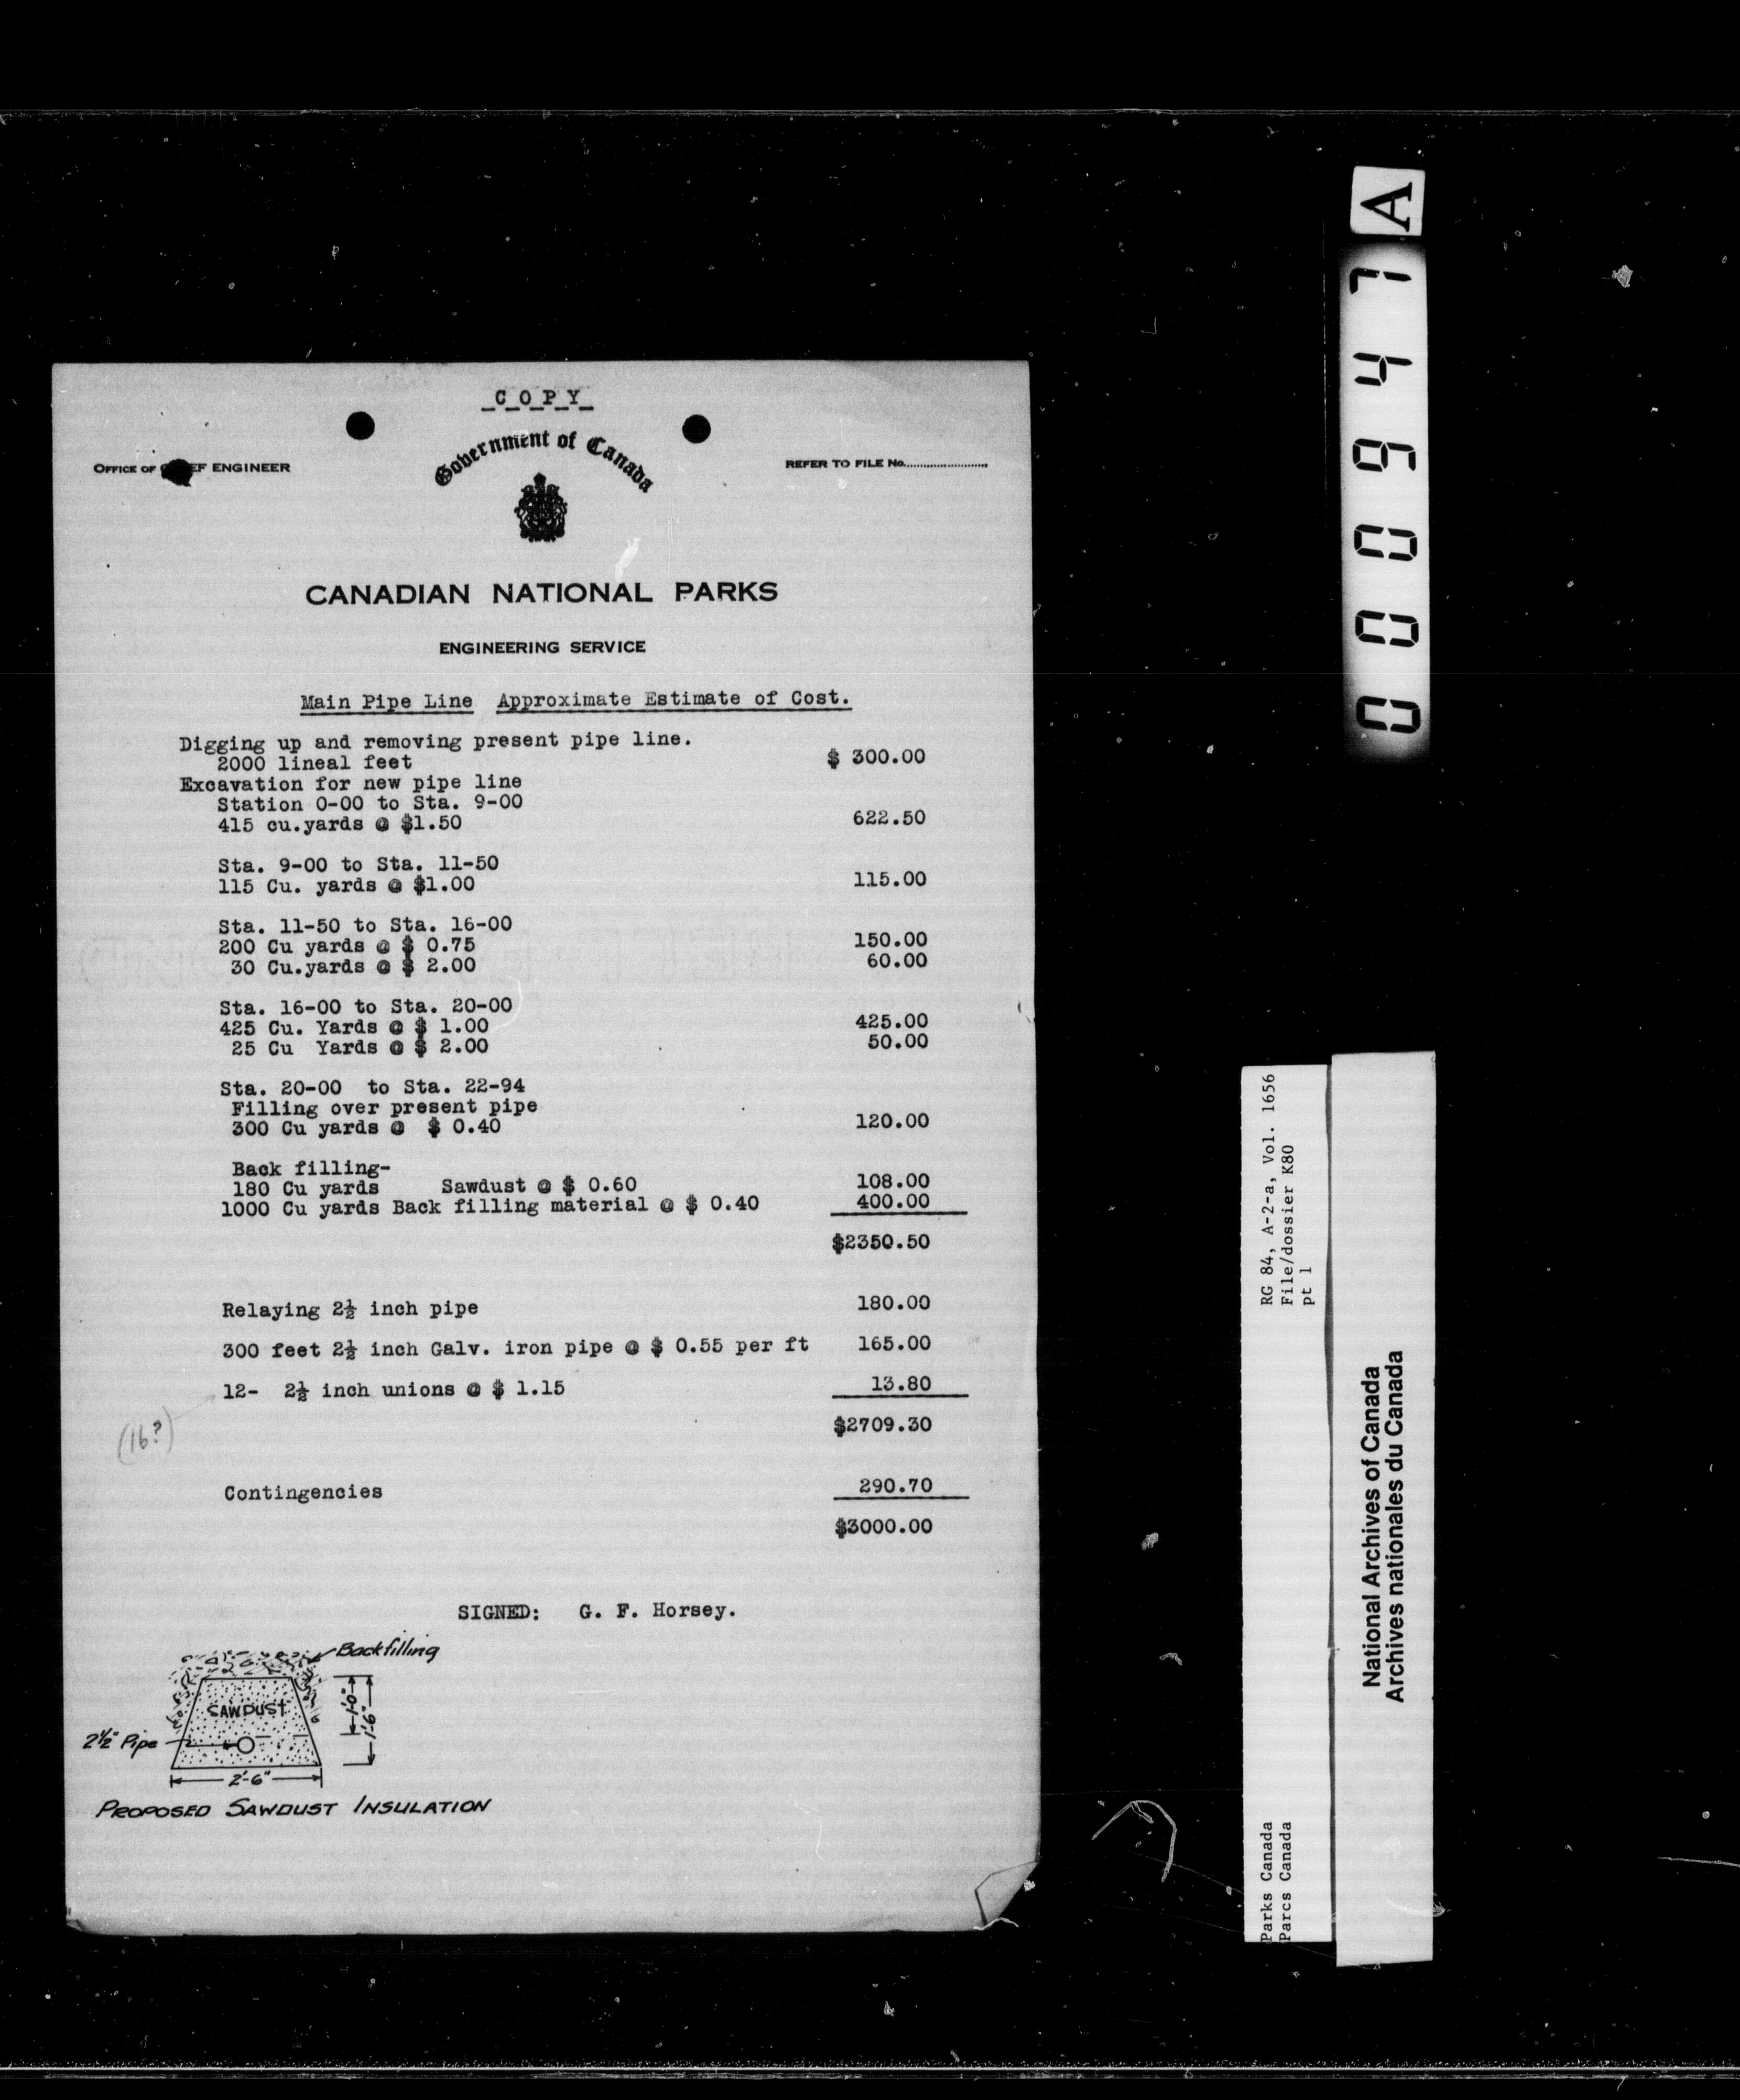 C O P Y
OFFICE OF ENGINEER
Government of Canada
REFER TO FILE No.
CANADIAN NATIONAL PARKS
ENGINEERING SERVICE
Main Pipe Line Approximate Estimate of Cost.
Digging up and removing present pipe line.
2000 lineal feet $ 300.00
Excavation for new pipe line
Station 0-00 to Sta. 9-00
415 cu.yards @ $1.50 622.50
Sta. 9-00 to Sta. 11-50
115 Cu. yards @ $1.00 115.00
Sta. 11-50 to Sta. 16-00
200 Cu yards @ $ 0.75 150.00
30 Cu.yards @ $ 2.00 60.00
Sta. 16-00 to Sta. 20-00
425 Cu. Yards @ $ 1.00 425.00
25 Cu Yards @ $ 2.00 50.00
Sta. 20-00 to Sta. 22-94
Filling over present pipe
300 Cu yards @ $ 0.40 120.00
Back filling-
180 Cu yards Sawdust @ $ 0.60 108.00
1000 Cu yards Back filling material @ $ 0.40 400.00
$2350.50
Relaying 2½ inch pipe 180.00
300 feet 2½ inch Galv. iron pipe @ $ 0.55 per ft 165.00
12- 2½ inch unions @ $ 1.15 13.80
(16?)
$2709.30
Contingencies 290.70
$3000.00
SIGNED: G. F. Horsey.
Backfilling
SAWDUST
1'-0"
1'-6"
2½" Pipe
2'-6"
PROPOSED SAWDUST INSULATION
000947 A
RG 84, A-2-a, Vol. 1656
File/dossier K80
pt 1
Parks Canada
Parcs Canada
National Archives of Canada
Archives nationales du Canada